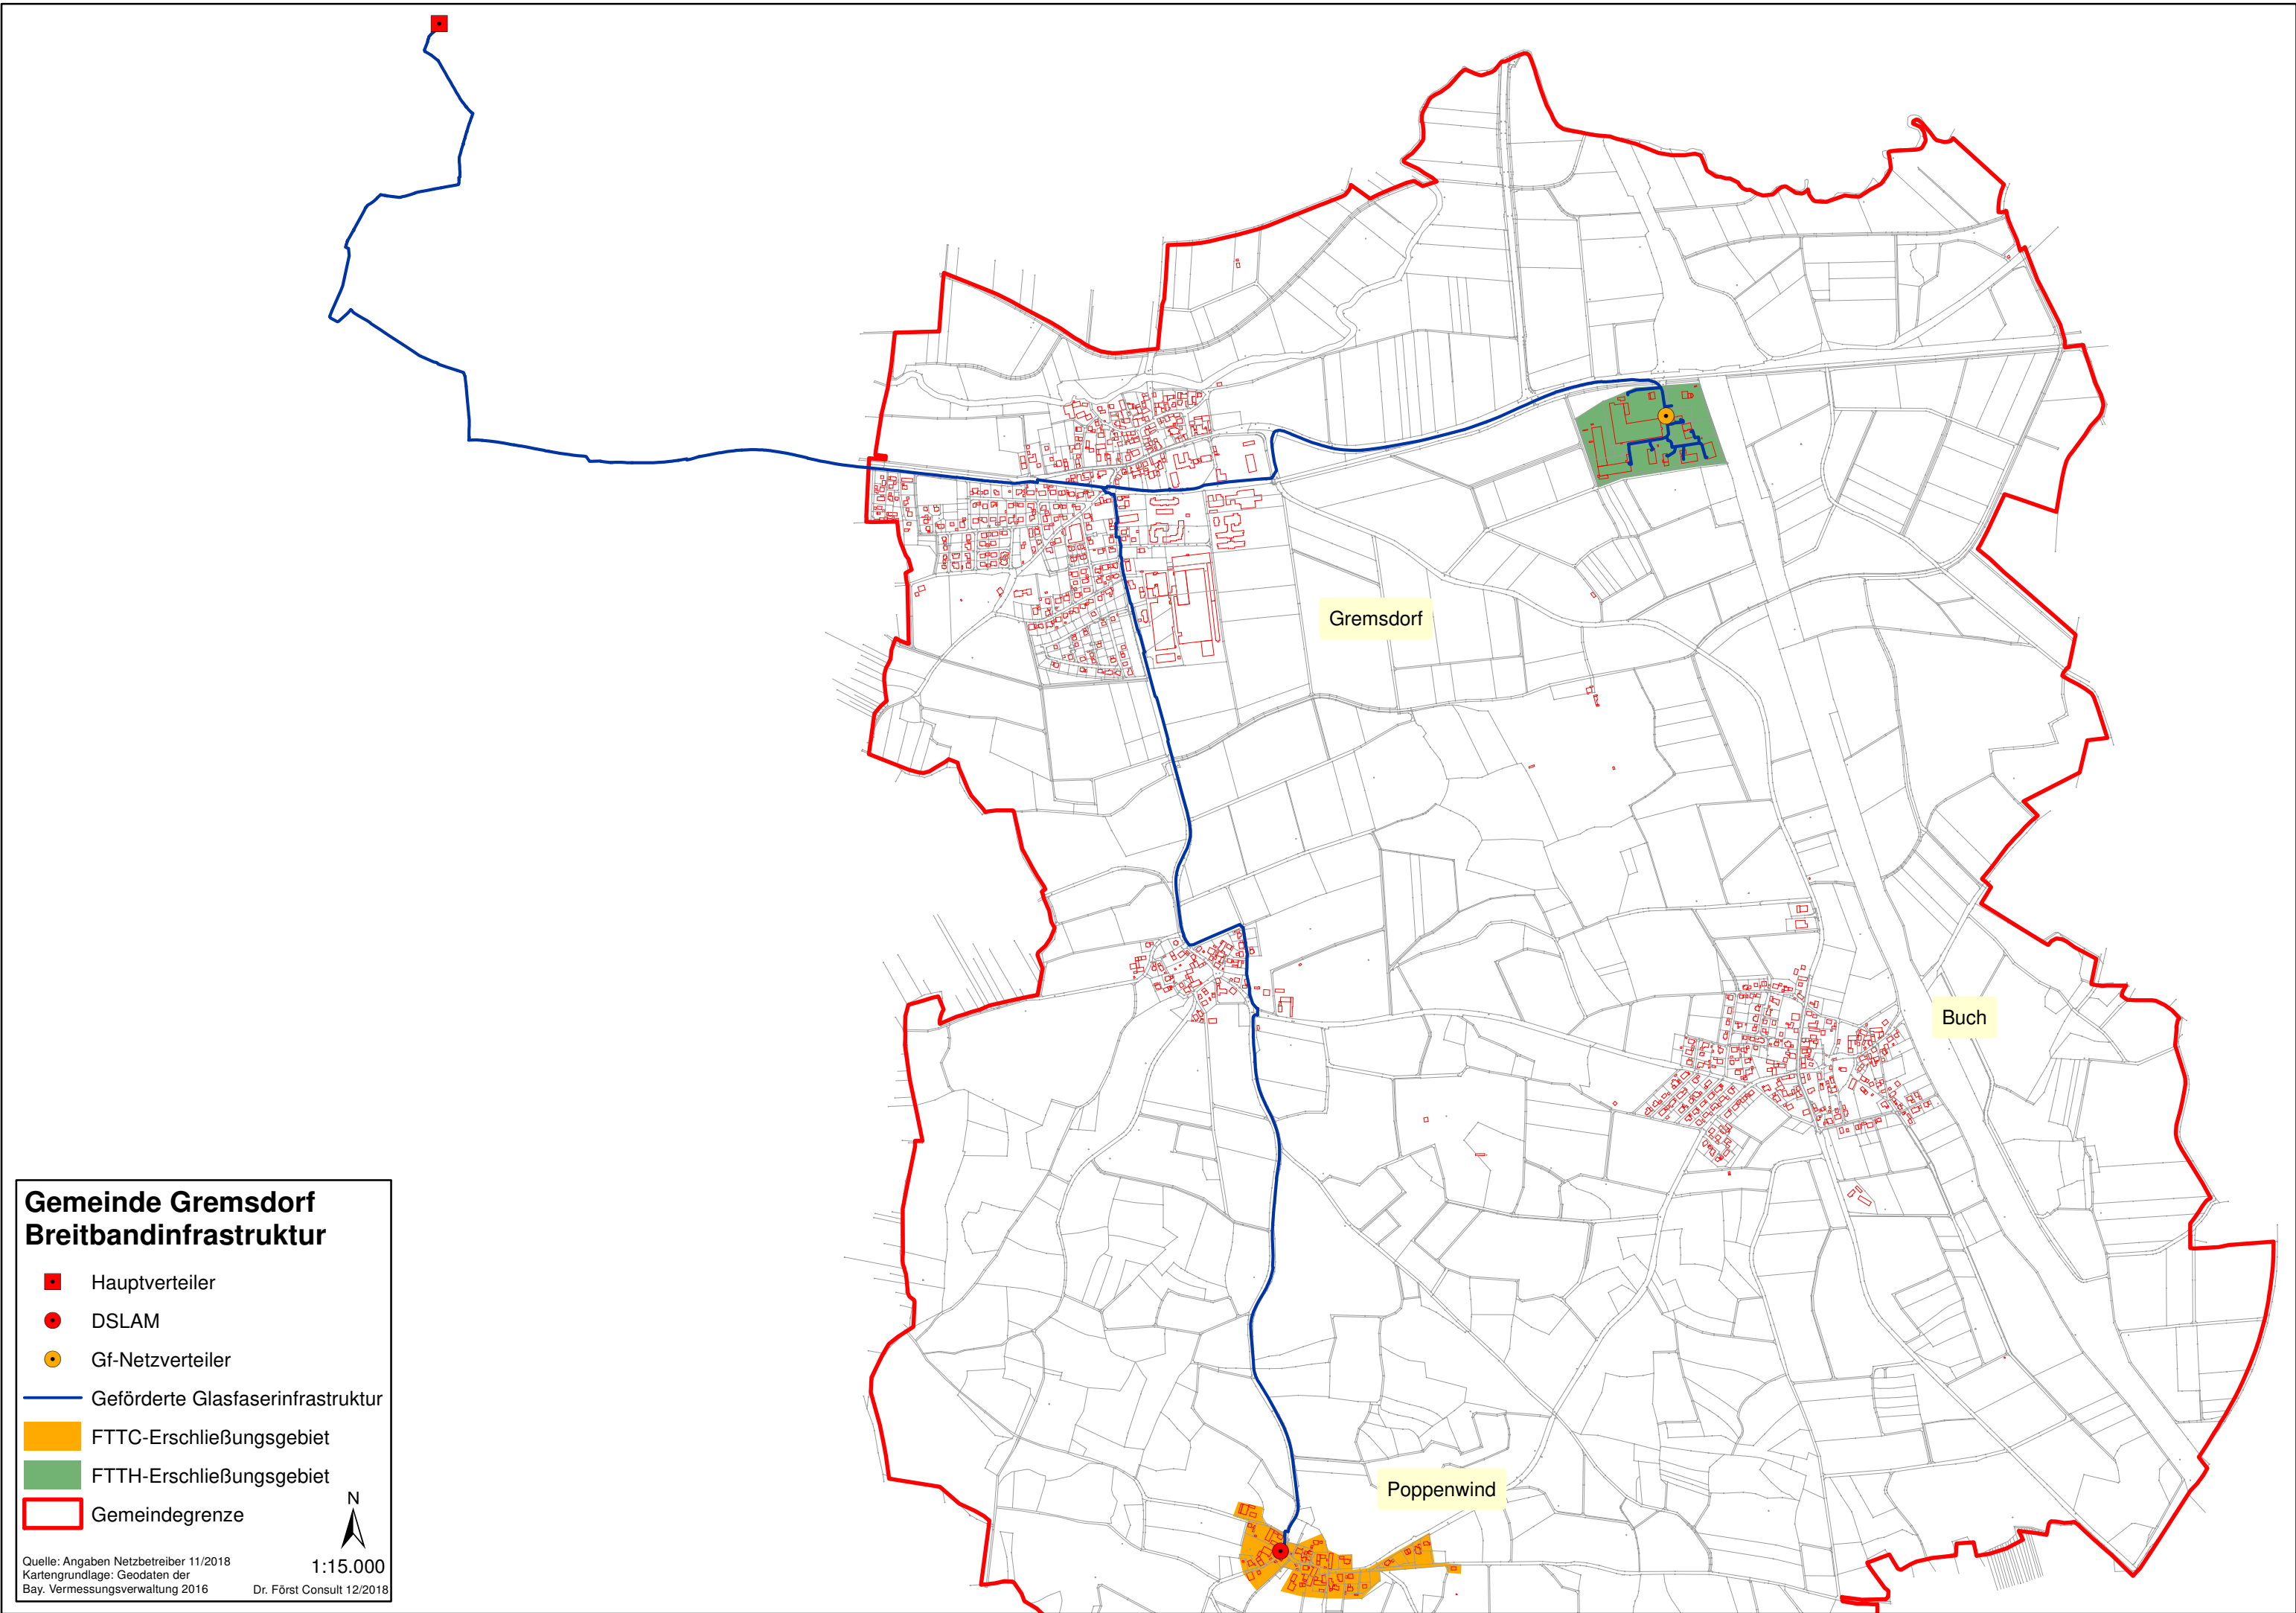 Gremsdorf
Buch
Poppenwind
Gemeinde Gremsdorf
Breitbandinfrastruktur
Hauptverteiler
DSLAM
Gf-Netzverteiler
Geförderte Glasfaserinfrastruktur
FTTC-Erschließungsgebiet
FTTH-Erschließungsgebiet
Gemeindegrenze
N
1:15.000
Quelle: Angaben Netzbetreiber 11/2018
Kartengrundlage: Geodaten der
Bay. Vermessungsverwaltung 2016
Dr. Först Consult 12/2018